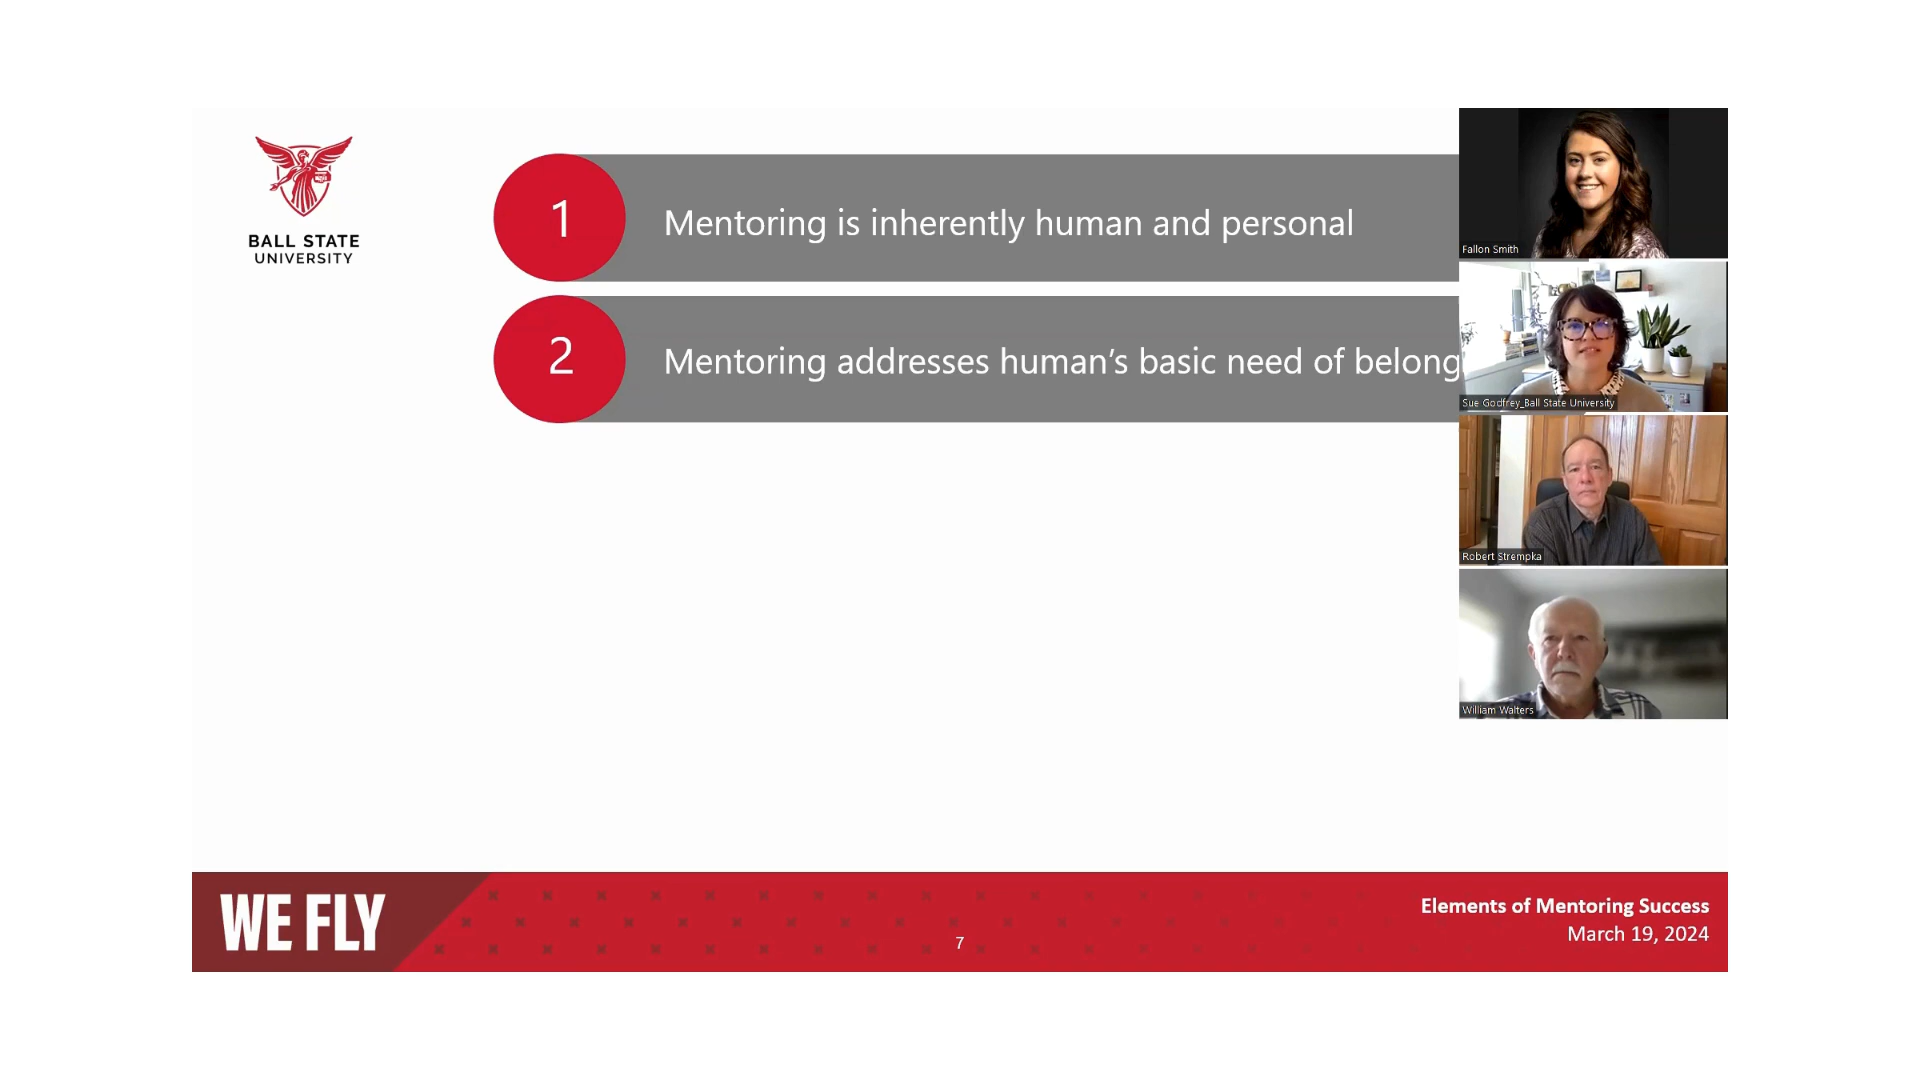 BALL STATE
UNIVERSITY
1
Mentoring is inherently human and personal
2
Mentoring addresses human’s basic need of belong
Fallon Smith
Sue Godfrey_Ball State University
Robert Strempka
William Walters
WE FLY
7
Elements of Mentoring Success
March 19, 2024